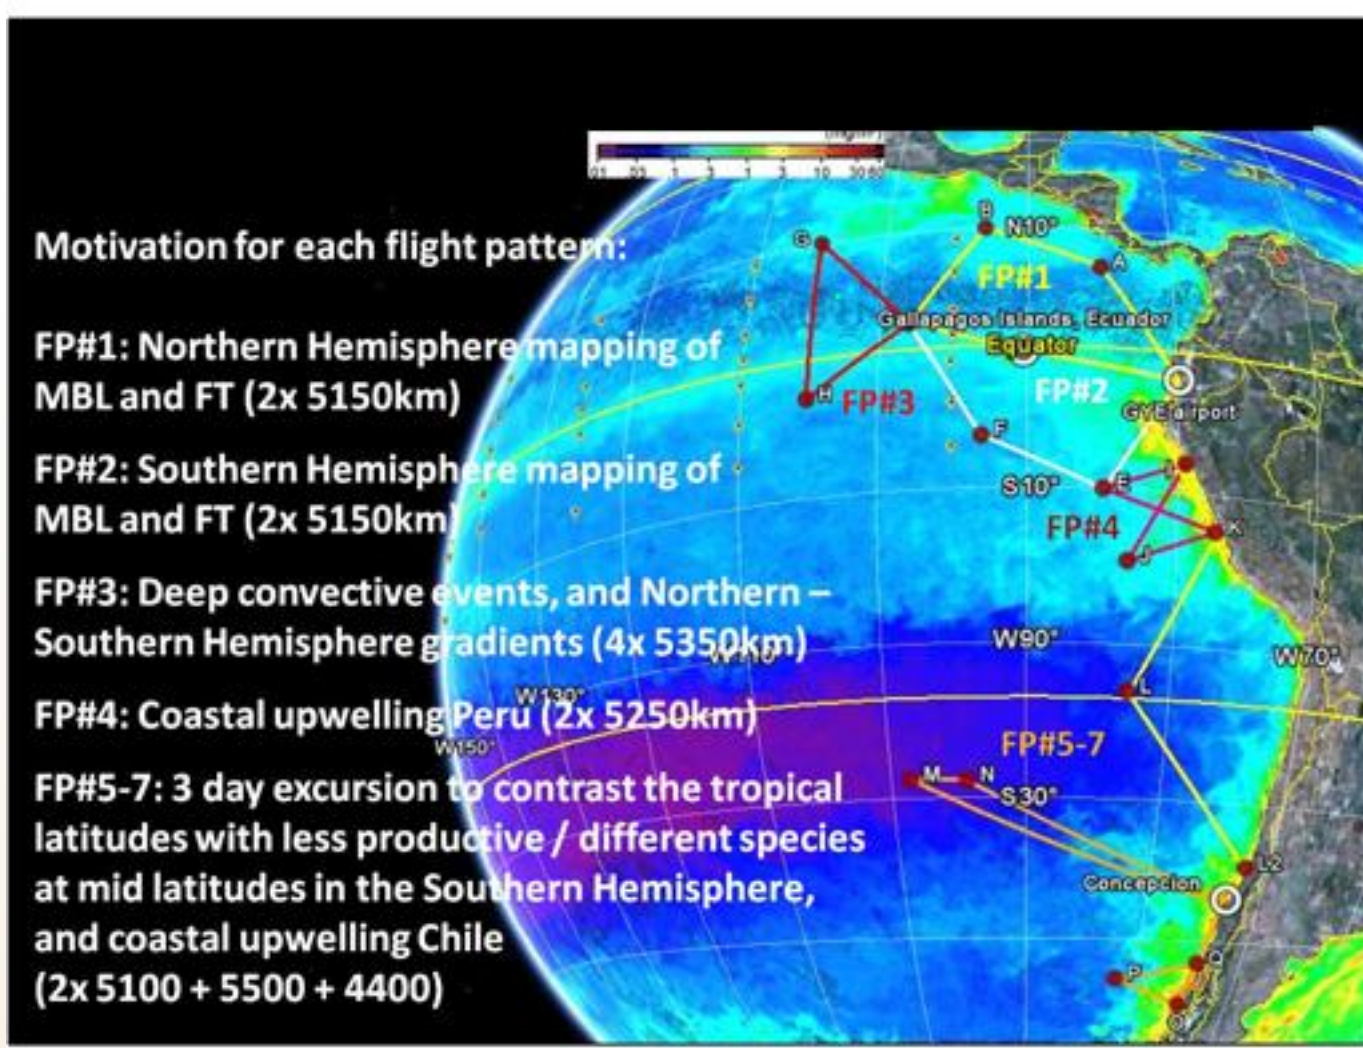 Motivation for each flight pattern:
FP#1: Northern Hemisphere mapping of
MBL and FT (2x 5150km)
FP#2: Southern Hemisphere mapping of
MBL and FT (2x 5150km)
FP#3: Deep convective events, and Northern –
Southern Hemisphere gradients (4x 5350km)
FP#4: Coastal upwelling Peru (2x 5250km)
FP#5-7: 3 day excursion to contrast the tropical
latitudes with less productive / different species
at mid latitudes in the Southern Hemisphere,
and coastal upwelling Chile
(2x 5100 + 5500 + 4400)
B N10°
G
A
FP#1
Gallapagos Islands, Ecuador
Equator
H FP#3
FP#2
GYE airport
F
S10° E
FP#4
K
J
W90°
W70°
L
W130°
W150°
FP#5-7
M N
S30°
L2
Concepcion
P